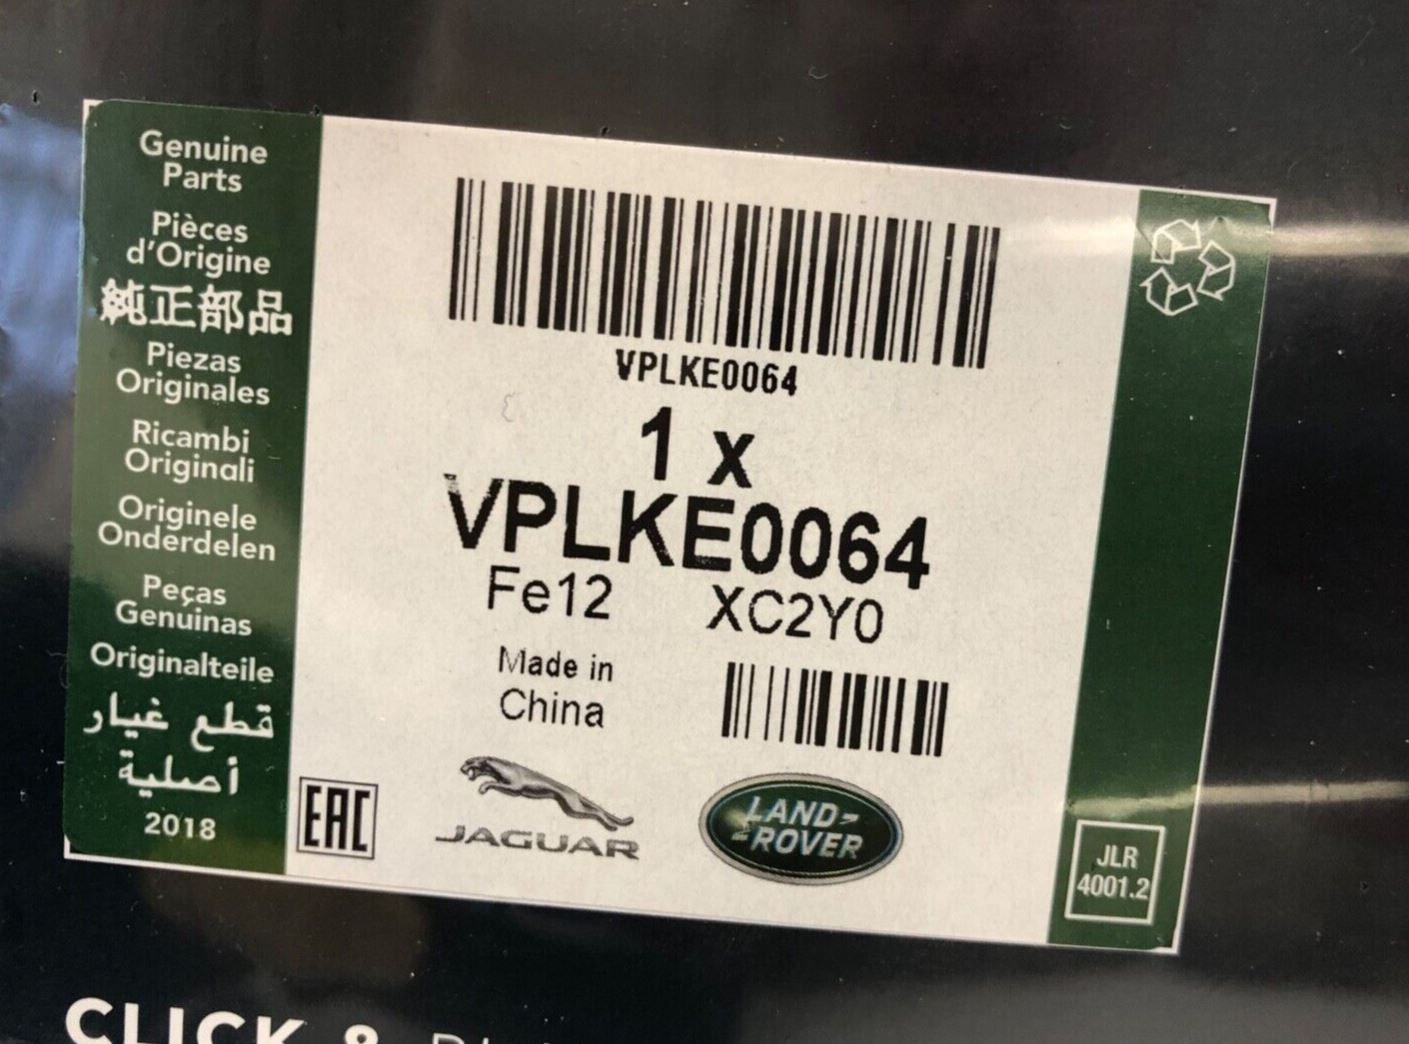 Genuine
Parts
Pièces
d'Origine
純正部品
Piezas
Originales
Ricambi
Originali
Originele
Onderdelen
Peças
Genuinas
Originalteile
قطع غيار
أصلية
2018
VPLKE0064
1 x
VPLKE0064
Fe12 XC2Y0
Made in
China
EAC
JAGUAR
LAND-
-ROVER
JLR
4001.2
CLICK &